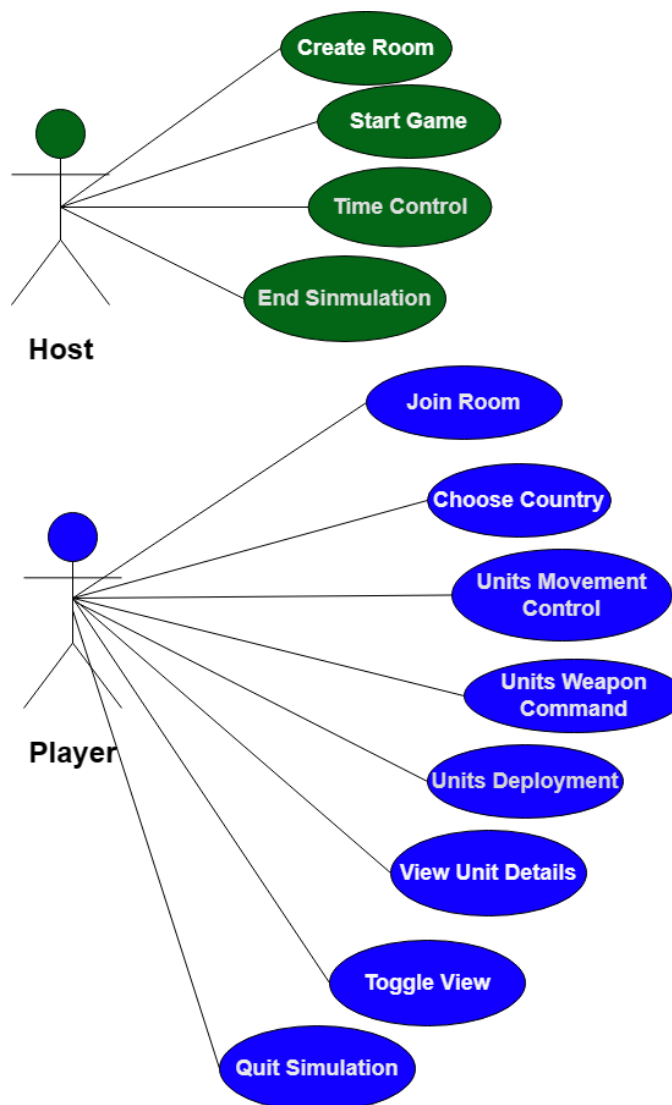 Create Room
Start Game
Time Control
End Sinmulation
Host
Join Room
Choose Country
Units Movement
Control
Units Weapon
Command
Player
Units Deployment
View Unit Details
Toggle View
Quit Simulation